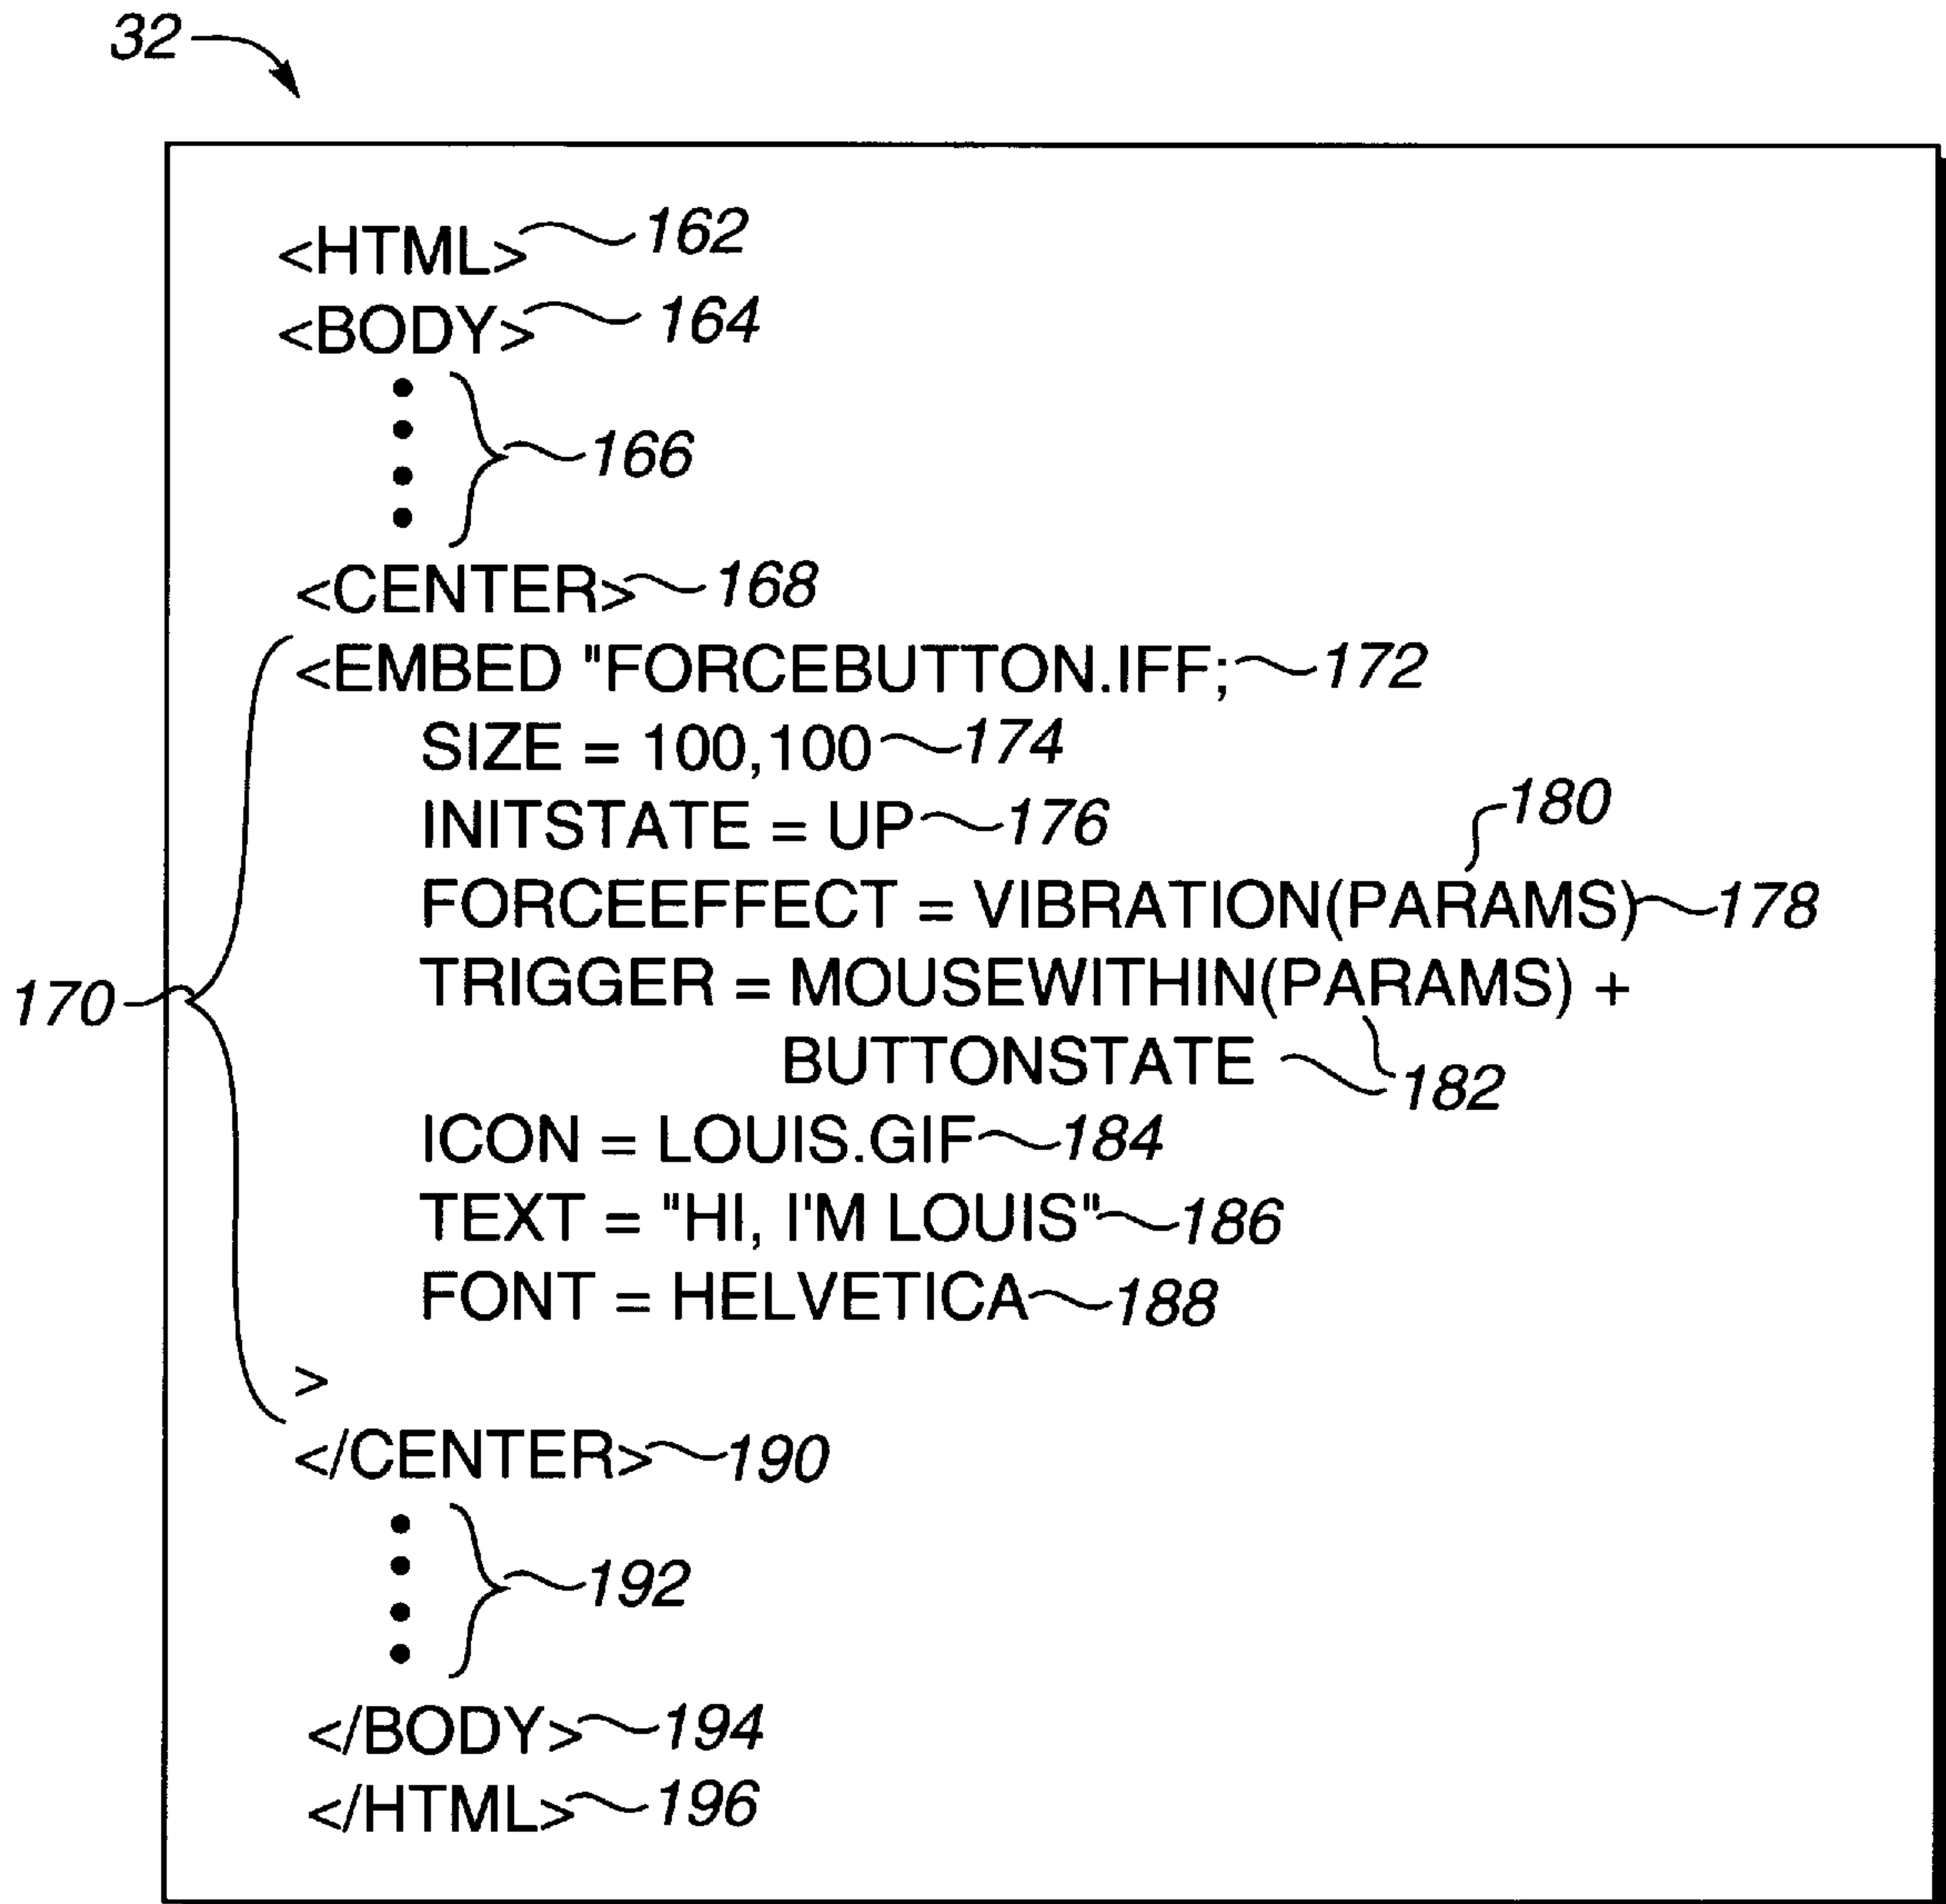 32
<HTML> 162
<BODY> 164
166
<CENTER> 168
<EMBED "FORCEBUTTON.IFF; 172
SIZE = 100,100 174
INITSTATE = UP 176
180
FORCEEFFECT = VIBRATION(PARAMS) 178
170
TRIGGER = MOUSEWITHIN(PARAMS) +
BUTTONSTATE 182
ICON = LOUIS.GIF 184
TEXT = "HI, I'M LOUIS" 186
FONT = HELVETICA 188
>
</CENTER> 190
192
</BODY> 194
</HTML> 196